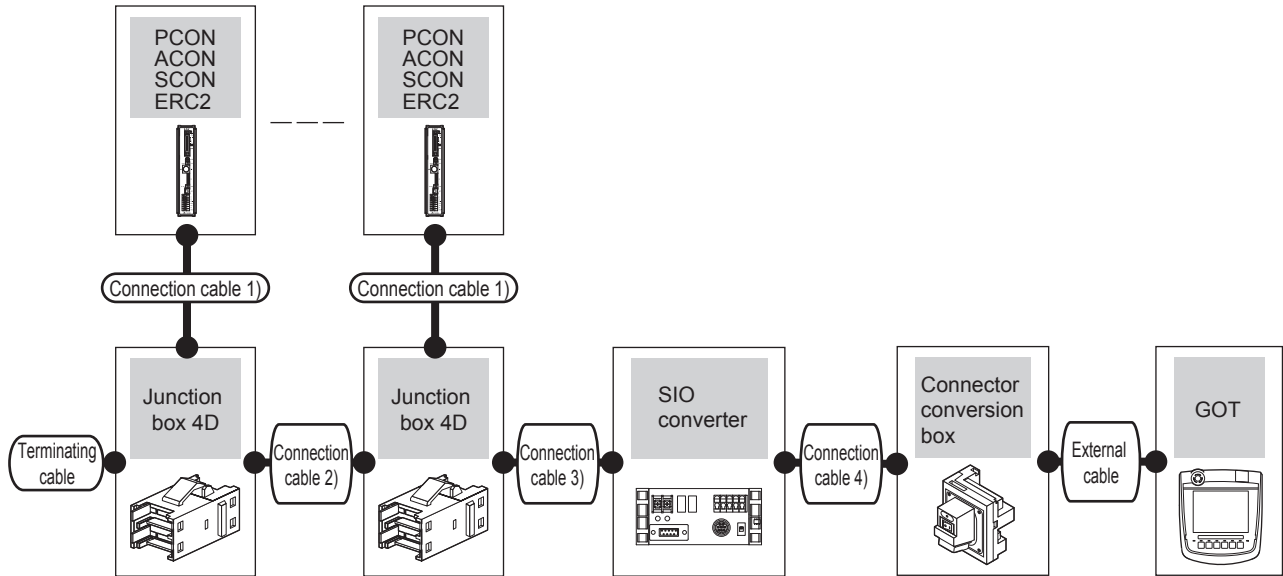 PCON
ACON
SCON
ERC2
PCON
ACON
SCON
ERC2
Connection cable 1)
Connection cable 1)
Terminating
cable
Junction
box 4D
Connection
cable 2)
Junction
box 4D
Connection
cable 3)
SIO
converter
Connection
cable 4)
Connector
conversion
box
External
cable
GOT